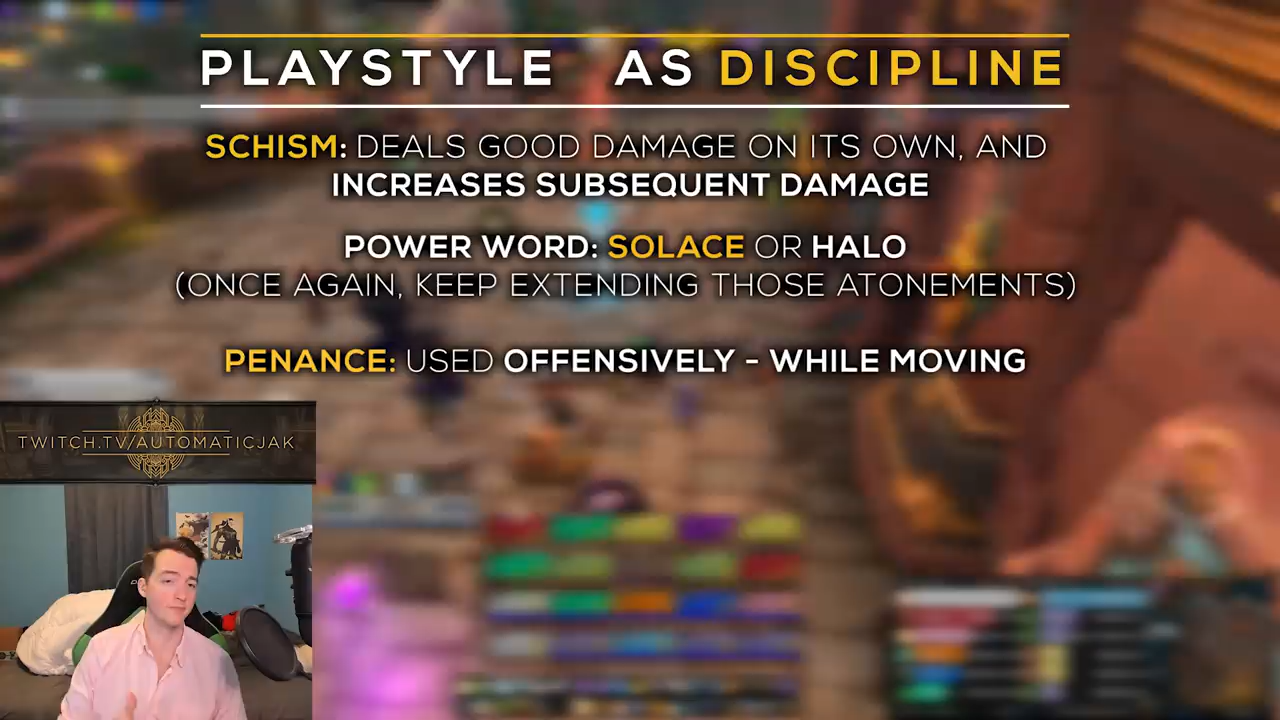 PLAYSTYLE AS DISCIPLINE
SCHISM: DEALS GOOD DAMAGE ON ITS OWN, AND
INCREASES SUBSEQUENT DAMAGE
POWER WORD: SOLACE OR HALO
(ONCE AGAIN, KEEP EXTENDING THOSE ATONEMENTS)
PENANCE: USED OFFENSIVELY - WHILE MOVING
TWITCH.TV/AUTOMATICJAK